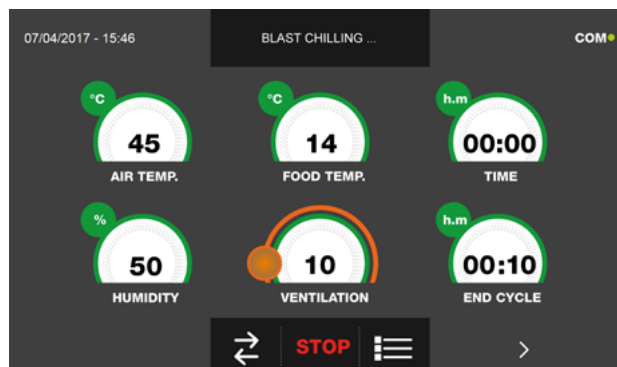 07/04/2017 - 15:46
BLAST CHILLING ...
COM
°C
45
AIR TEMP.
°C
14
FOOD TEMP.
h.m
00:00
TIME
%
50
HUMIDITY
10
VENTILATION
h.m
00:10
END CYCLE
STOP